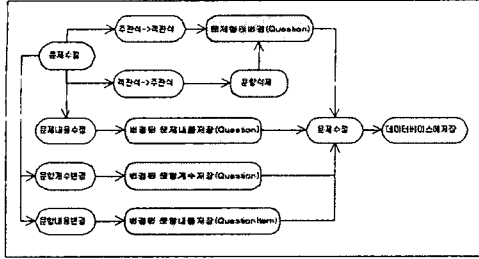 주관식->객관식
문제형태변경(Question)
문제수정
객관식->주관식
문항삭제
문제내용수정
변경된 문제내용저장(Question)
문제수정
데이터베이스에저장
문항개수변경
변경된 문항개수저장(Question)
문항내용변경
변경된 문항내용저장(QuestionItem)